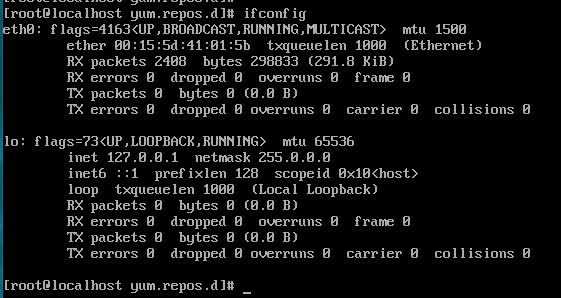 [root@localhost yum.repos.d]# ifconfig
eth0: flags=4163<UP,BROADCAST,RUNNING,MULTICAST>  mtu 1500
        ether 00:15:5d:41:01:5b  txqueuelen 1000  (Ethernet)
        RX packets 2408  bytes 298833 (291.8 KiB)
        RX errors 0  dropped 0  overruns 0  frame 0
        TX packets 0  bytes 0 (0.0 B)
        TX errors 0  dropped 0 overruns 0  carrier 0  collisions 0

lo: flags=73<UP,LOOPBACK,RUNNING>  mtu 65536
        inet 127.0.0.1  netmask 255.0.0.0
        inet6 ::1  prefixlen 128  scopeid 0x10<host>
        loop  txqueuelen 1000  (Local Loopback)
        RX packets 0  bytes 0 (0.0 B)
        RX errors 0  dropped 0  overruns 0  frame 0
        TX packets 0  bytes 0 (0.0 B)
        TX errors 0  dropped 0 overruns 0  carrier 0  collisions 0

[root@localhost yum.repos.d]# _